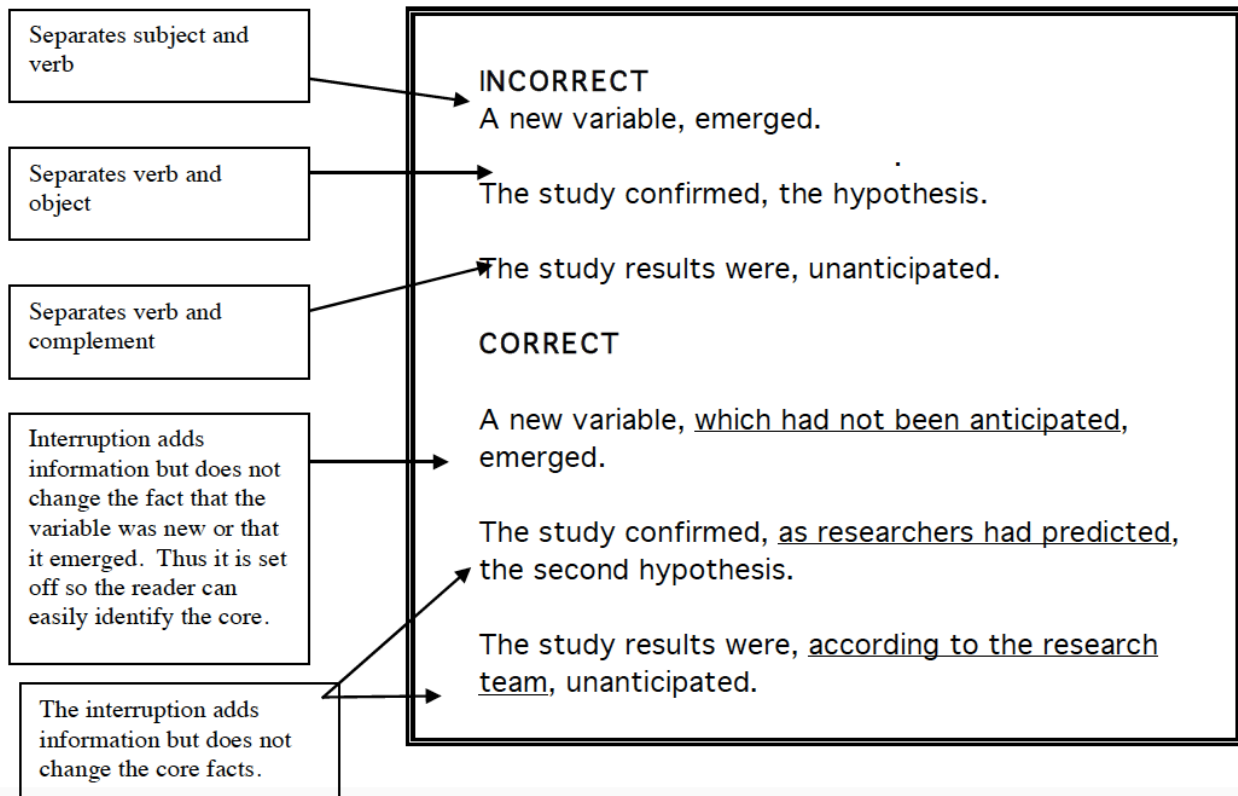 Separates subject and
verb
Separates verb and
object
Separates verb and
complement
Interruption adds
information but does not
change the fact that the
variable was new or that
it emerged.  Thus it is set
off so the reader can
easily identify the core.
The interruption adds
information but does not
change the core facts.
INCORRECT
A new variable, emerged.
.
The study confirmed, the hypothesis.
The study results were, unanticipated.
CORRECT
A new variable, which had not been anticipated,
emerged.
The study confirmed, as researchers had predicted,
the second hypothesis.
The study results were, according to the research
team, unanticipated.